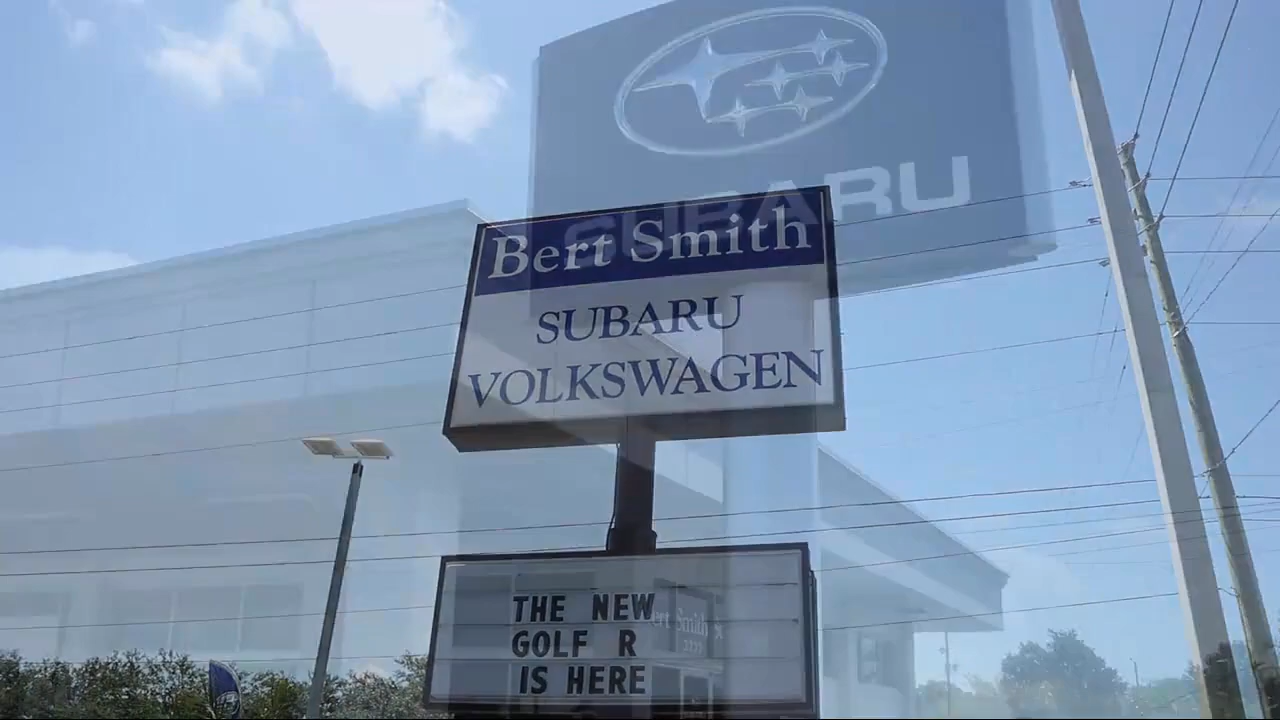 SUBARU
Bert Smith
SUBARU
VOLKSWAGEN
THE NEW
GOLF R
IS HERE